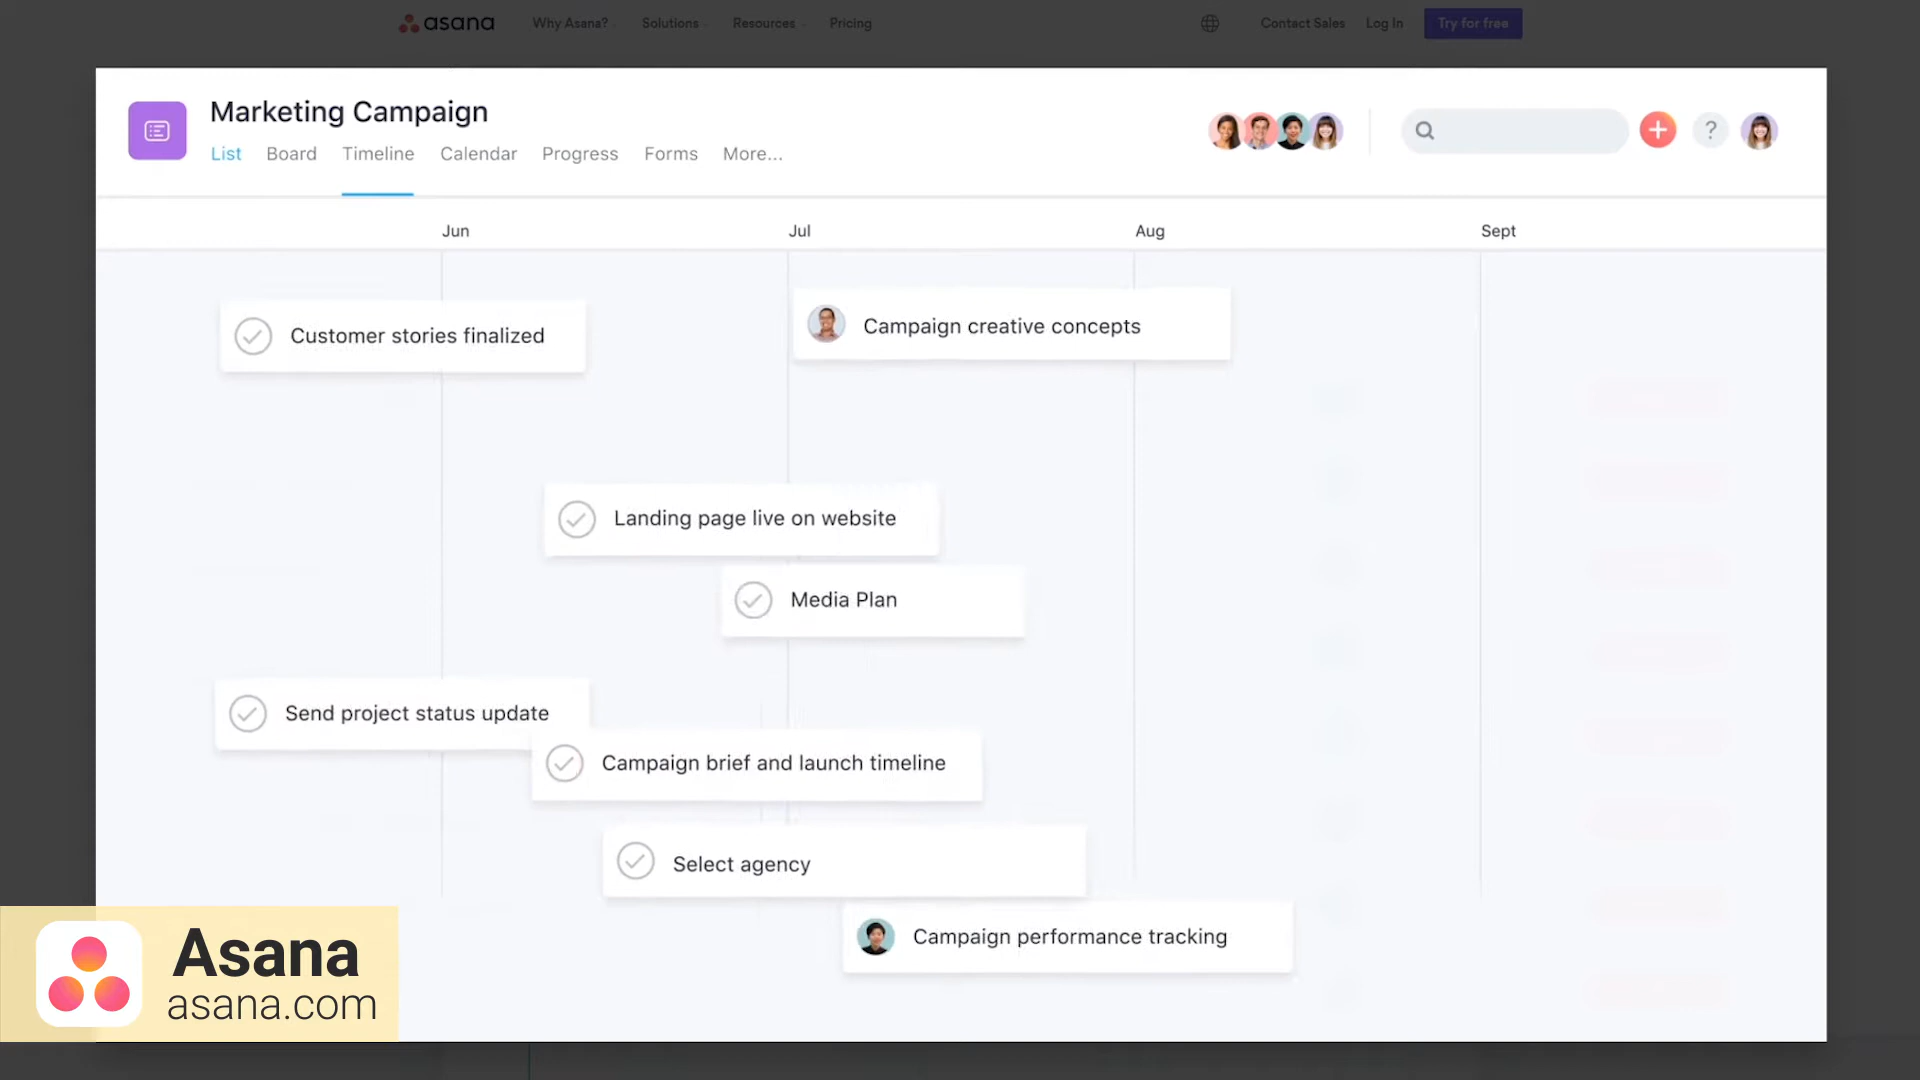 asana Why Asana? Solutions Resources Pricing Contact Sales Log In Try for free
Marketing Campaign
List Board Timeline Calendar Progress Forms More...
?
Jun Jul Aug Sept
Customer stories finalized
Campaign creative concepts
Landing page live on website
Media Plan
Send project status update
Campaign brief and launch timeline
Select agency
Campaign performance tracking
Asana
asana.com